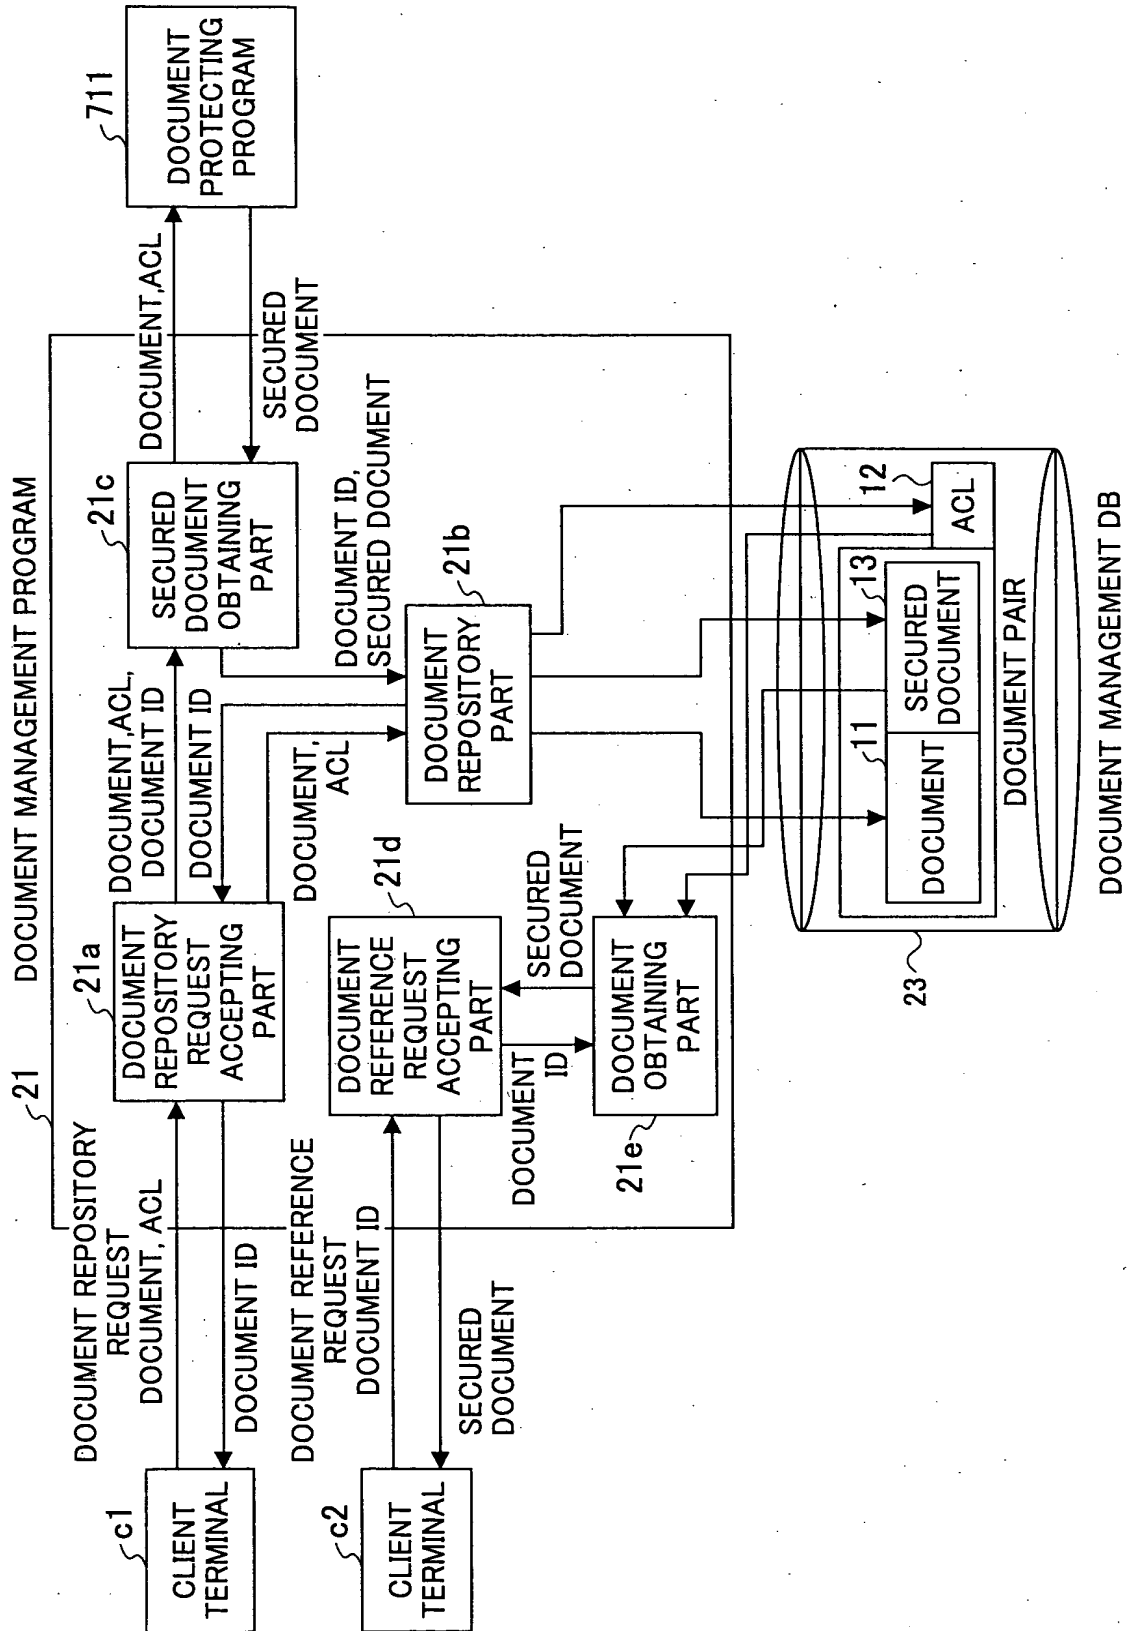 DOCUMENT MANAGEMENT PROGRAM
21
DOCUMENT REPOSITORY
REQUEST
DOCUMENT, ACL
c1
CLIENT
TERMINAL
DOCUMENT ID
21a
DOCUMENT
REPOSITORY
REQUEST
ACCEPTING
PART
DOCUMENT,ACL,
DOCUMENT ID
DOCUMENT ID
DOCUMENT,
ACL
21c
SECURED
DOCUMENT
OBTAINING
PART
DOCUMENT,ACL
SECURED
DOCUMENT
711
DOCUMENT
PROTECTING
PROGRAM
DOCUMENT ID,
SECURED DOCUMENT
21b
DOCUMENT
REPOSITORY
PART
DOCUMENT REFERENCE
REQUEST
DOCUMENT ID
c2
CLIENT
TERMINAL
SECURED
DOCUMENT
21d
DOCUMENT
REFERENCE
REQUEST
ACCEPTING
PART
DOCUMENT
ID
SECURED
DOCUMENT
21e
DOCUMENT
OBTAINING
PART
23
11
DOCUMENT
13
SECURED
DOCUMENT
12
ACL
DOCUMENT PAIR
DOCUMENT MANAGEMENT DB